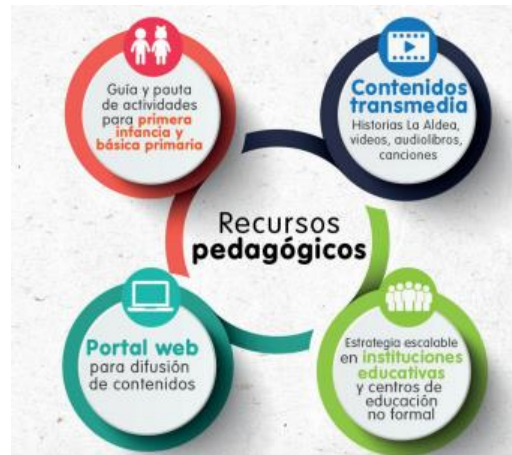 Guía y pauta
de actividades
para primera
infancia y
básica primaria
Contenidos
transmedia
Historias La Aldea,
videos, audiolibros,
canciones
Recursos
pedagógicos
Portal web
para difusión
de contenidos
Estrategia escalable
en instituciones
educativas
y centros de
educación
no formal